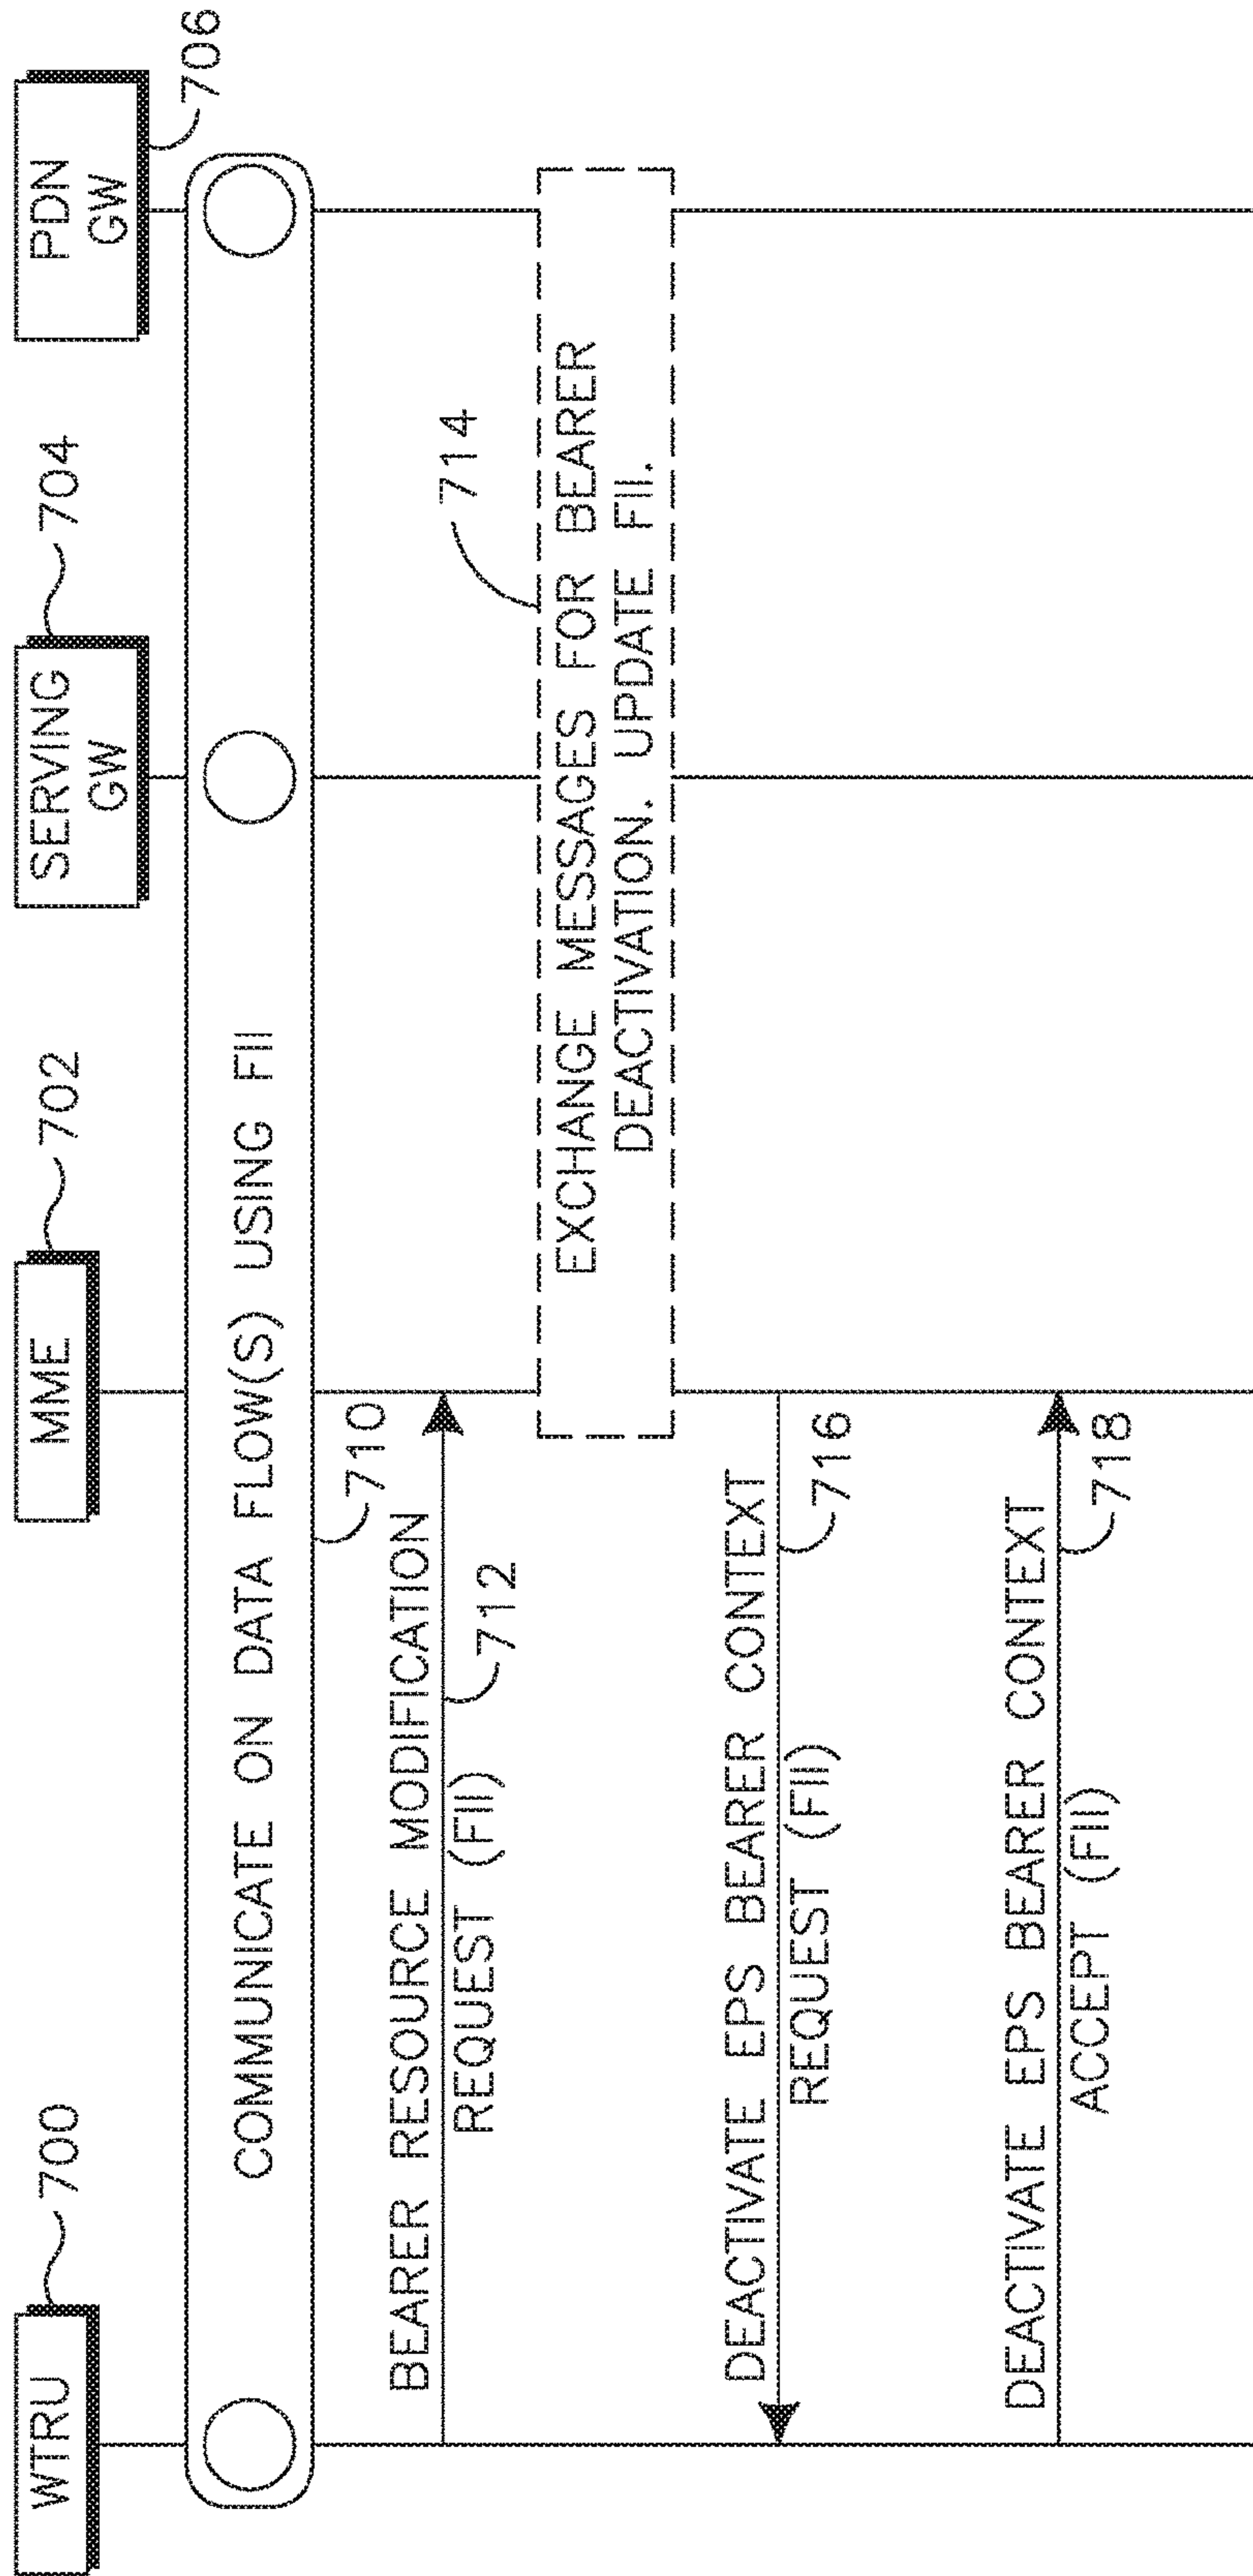 WTRU
700
MME
702
SERVING
GW
704
PDN
GW
706
COMMUNICATE ON DATA FLOW(S) USING FII
710
BEARER RESOURCE MODIFICATION
REQUEST (FII)
712
EXCHANGE MESSAGES FOR BEARER
DEACTIVATION. UPDATE FII.
714
DEACTIVATE EPS BEARER CONTEXT
REQUEST (FII)
716
DEACTIVATE EPS BEARER CONTEXT
ACCEPT (FII)
718